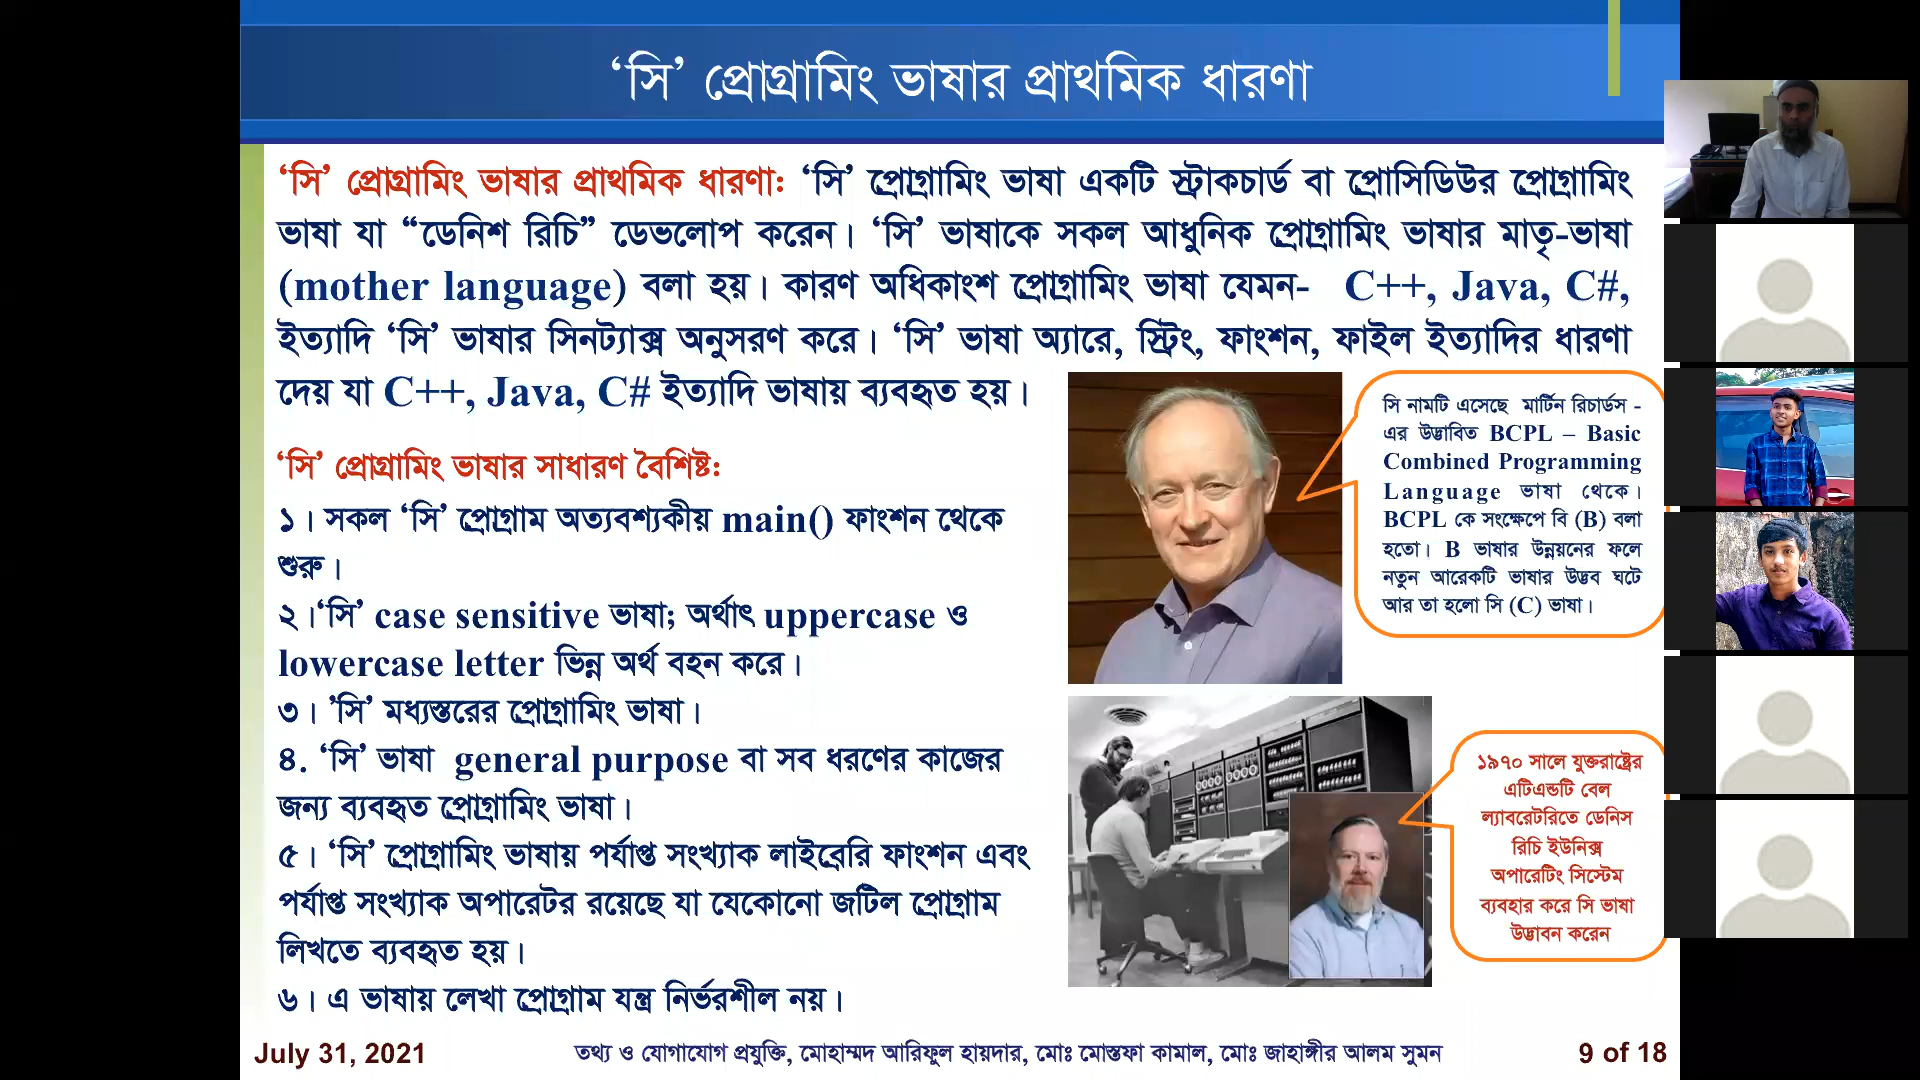 ‘সি’ প্রোগ্রামিং ভাষার প্রাথমিক ধারণা
‘সি’ প্রোগ্রামিং ভাষার প্রাথমিক ধারণা: ‘সি’ প্রোগ্রামিং ভাষা একটি স্ট্রাকচার্ড বা প্রোসিডিউর প্রোগ্রামিং
ভাষা যা “ডেনিশ রিচি” ডেভলোপ করেন। ‘সি’ ভাষাকে সকল আধুনিক প্রোগ্রামিং ভাষার মাতৃ-ভাষা
(mother language) বলা হয়। কারণ অধিকাংশ প্রোগ্রামিং ভাষা যেমন- C++, Java, C#,
ইত্যাদি ‘সি’ ভাষার সিনট্যাক্স অনুসরণ করে। ‘সি’ ভাষা অ্যারে, স্ট্রিং, ফাংশন, ফাইল ইত্যাদির ধারণা
দেয় যা C++, Java, C# ইত্যাদি ভাষায় ব্যবহৃত হয়।
‘সি’ প্রোগ্রামিং ভাষার সাধারণ বৈশিষ্ট:
১। সকল ‘সি’ প্রোগ্রাম অত্যবশ্যকীয় main() ফাংশন থেকে
শুরু।
২।‘সি’ case sensitive ভাষা; অর্থাৎ uppercase ও
lowercase letter ভিন্ন অর্থ বহন করে।
৩। ’সি’ মধ্যস্তরের প্রোগ্রামিং ভাষা।
৪. ‘সি’ ভাষা general purpose বা সব ধরণের কাজের
জন্য ব্যবহৃত প্রোগ্রামিং ভাষা।
৫। ‘সি’ প্রোগ্রামিং ভাষায় পর্যাপ্ত সংখ্যাক লাইব্রেরি ফাংশন এবং
পর্যাপ্ত সংখ্যাক অপারেটর রয়েছে যা যেকোনো জটিল প্রোগ্রাম
লিখতে ব্যবহৃত হয়।
৬। এ ভাষায় লেখা প্রোগ্রাম যন্ত্র নির্ভরশীল নয়।
সি নামটি এসেছে মার্টিন রিচার্ডস -
এর উদ্ভাবিত BCPL – Basic
Combined Programming
Language ভাষা থেকে।
BCPL কে সংক্ষেপে বি (B) বলা
হতো। B ভাষার উন্নয়নের ফলে
নতুন আরেকটি ভাষার উদ্ভব ঘটে
আর তা হলো সি (C) ভাষা।
১৯৭০ সালে যুক্তরাষ্ট্রের
এটিএন্ডটি বেল
ল্যাবরেটরিতে ডেনিস
রিচি ইউনিক্স
অপারেটিং সিস্টেম
ব্যবহার করে সি ভাষা
উদ্ভাবন করেন
July 31, 2021
তথ্য ও যোগাযোগ প্রযুক্তি, মোহাম্মদ আরিফুল হায়দার, মোঃ মোস্তফা কামাল, মোঃ জাহাঙ্গীর আলম সুমন
9 of 18